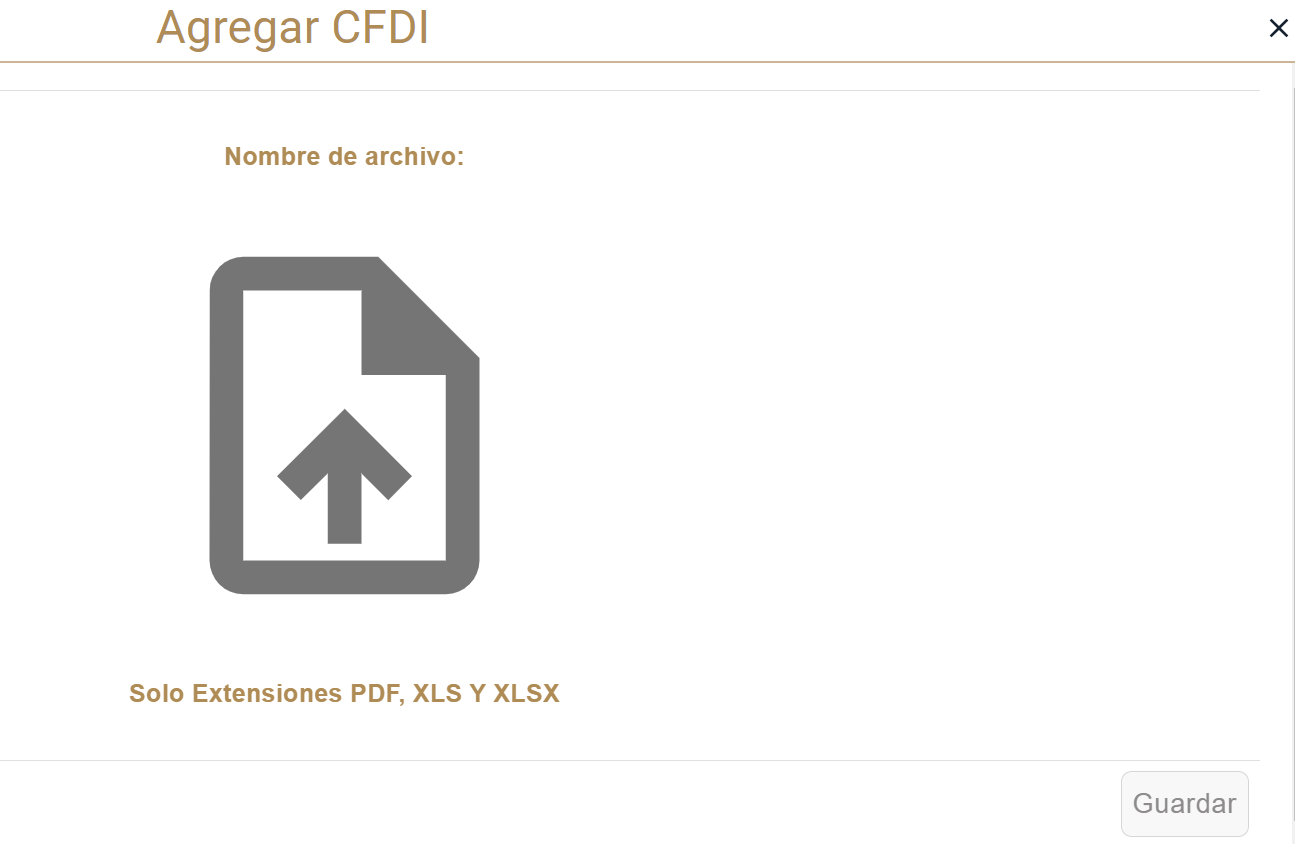 Agregar CFDI
Nombre de archivo:
Solo Extensiones PDF, XLS Y XLSX
Guardar